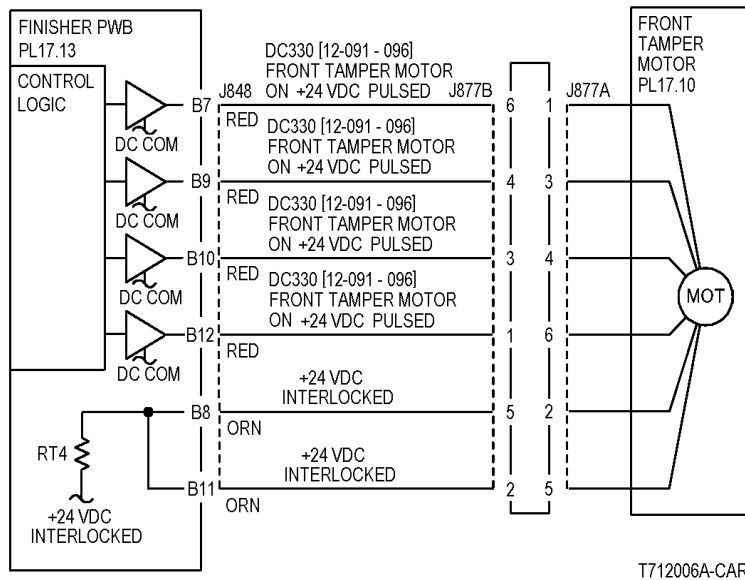 FINISHER PWB
PL17.13
CONTROL
LOGIC
DC COM
DC COM
DC COM
DC COM
RT4
+24 VDC
INTERLOCKED
B7
B9
B10
B12
B8
B11
J848
RED
RED
RED
RED
ORN
ORN
DC330 [12-091 - 096]
FRONT TAMPER MOTOR
ON +24 VDC PULSED
DC330 [12-091 - 096]
FRONT TAMPER MOTOR
ON +24 VDC PULSED
DC330 [12-091 - 096]
FRONT TAMPER MOTOR
ON +24 VDC PULSED
DC330 [12-091 - 096]
FRONT TAMPER MOTOR
ON +24 VDC PULSED
+24 VDC
INTERLOCKED
+24 VDC
INTERLOCKED
J877B
6 1
4 3
3 4
1 6
5 2
2 5
J877A
FRONT
TAMPER
MOTOR
PL17.10
MOT
T712006A-CAR